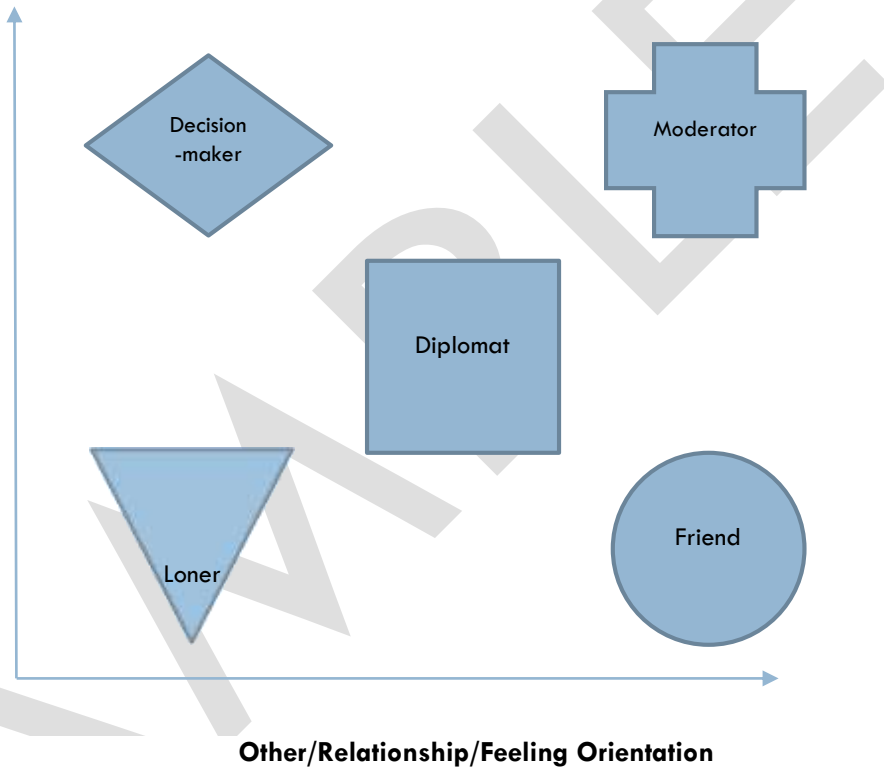 Decision
-maker
Moderator
Diplomat
Loner
Friend
Other/Relationship/Feeling Orientation